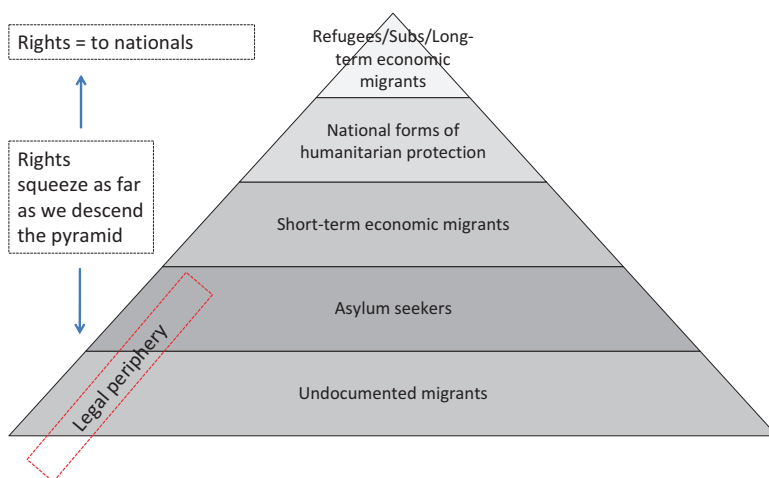 Rights = to nationals
Rights
squeeze as far
as we descend
the pyramid
Refugees/Subs/Long-
term economic
migrants
National forms of
humanitarian protection
Short-term economic migrants
Asylum seekers
Undocumented migrants
Legal periphery